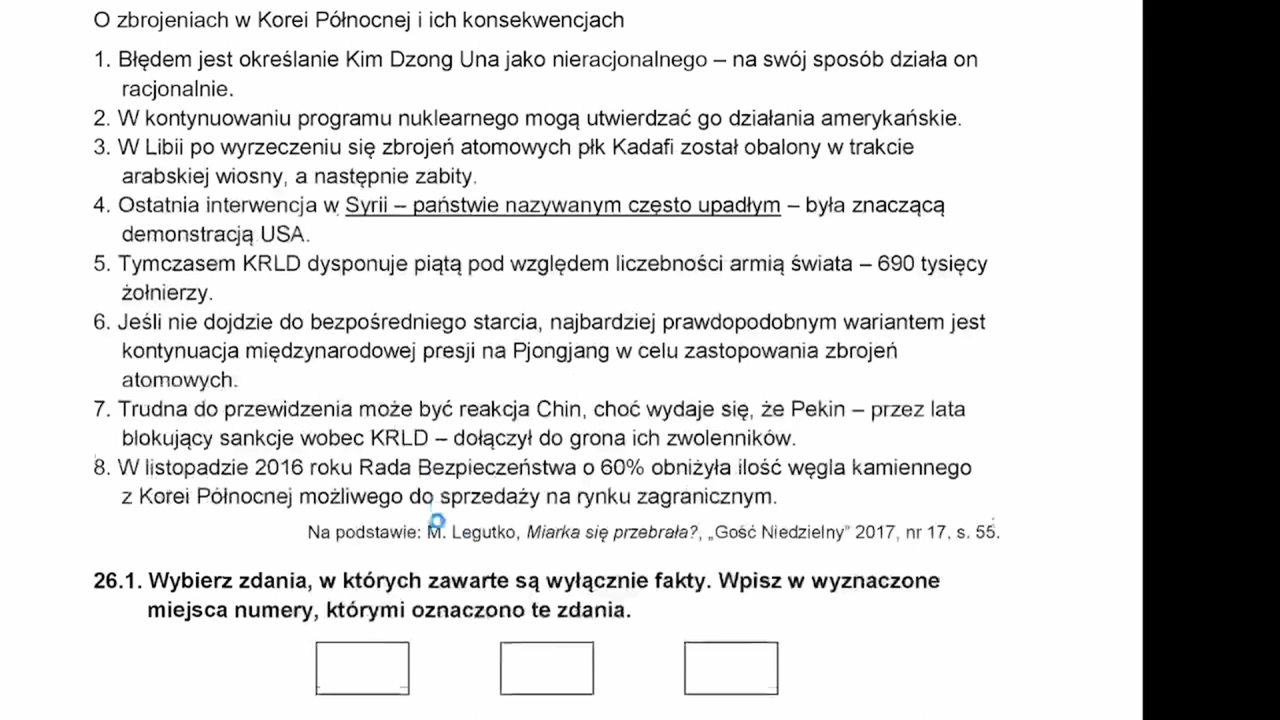 O zbrojeniach w Korei Północnej i ich konsekwencjach
1. Błędem jest określanie Kim Dzong Una jako nieracjonalnego – na swój sposób działa on
racjonalnie.
2. W kontynuowaniu programu nuklearnego mogą utwierdzać go działania amerykańskie.
3. W Libii po wyrzeczeniu się zbrojeń atomowych płk Kadafi został obalony w trakcie
arabskiej wiosny, a następnie zabity.
4. Ostatnia interwencja w Syrii – państwie nazywanym często upadłym – była znaczącą
demonstracją USA.
5. Tymczasem KRLD dysponuje piątą pod względem liczebności armią świata – 690 tysięcy
żołnierzy.
6. Jeśli nie dojdzie do bezpośredniego starcia, najbardziej prawdopodobnym wariantem jest
kontynuacja międzynarodowej presji na Pjongjang w celu zastopowania zbrojeń
atomowych.
7. Trudna do przewidzenia może być reakcja Chin, choć wydaje się, że Pekin – przez lata
blokujący sankcje wobec KRLD – dołączył do grona ich zwolenników.
8. W listopadzie 2016 roku Rada Bezpieczeństwa o 60% obniżyła ilość węgla kamiennego
z Korei Północnej możliwego do sprzedaży na rynku zagranicznym.
Na podstawie: M. Legutko, Miarka się przebrała?, „Gość Niedzielny” 2017, nr 17, s. 55.
26.1. Wybierz zdania, w których zawarte są wyłącznie fakty. Wpisz w wyznaczone
miejsca numery, którymi oznaczono te zdania.